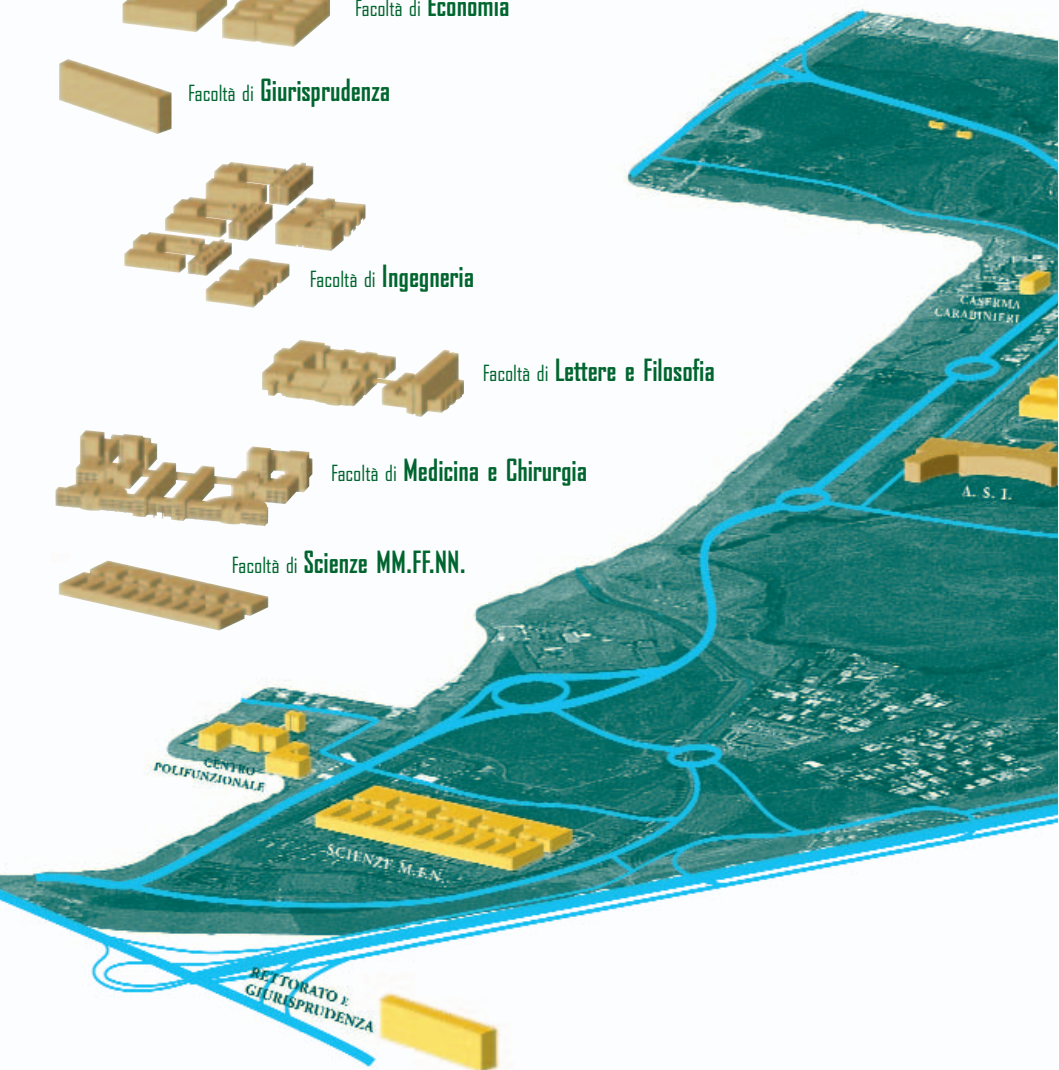 Facoltà di Economia
Facoltà di Giurisprudenza
Facoltà di Ingegneria
CASERMA
CARABINIERI
Facoltà di Lettere e Filosofia
Facoltà di Medicina e Chirurgia
A. S. I.
Facoltà di Scienze MM.FF.NN.
CENTRO
POLIFUNZIONALE
SCIENZE M.F.N.
RETTORATO E
GIURISPRUDENZA